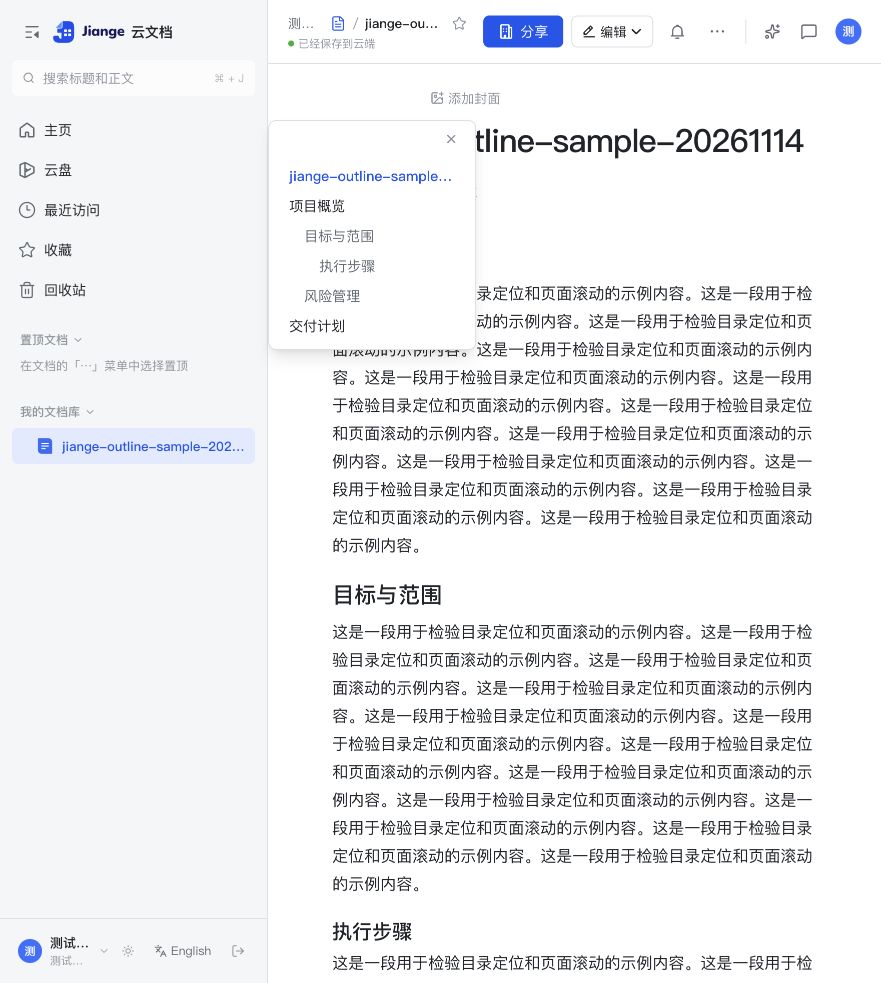 Jiange 云文档
搜索标题和正文 ⌘ + J
主页
云盘
最近访问
收藏
回收站
置顶文档
在文档的「…」菜单中选择置顶
我的文档库
jiange-outline-sample-202...
测
测试...
测试...
English
测... / jiange-ou...
已经保存到云端
分享
编辑
测
添加封面
tline-sample-20261114
jiange-outline-sample...
项目概览
目标与范围
执行步骤
风险管理
交付计划
录定位和页面滚动的示例内容。这是一段用于检
动的示例内容。这是一段用于检验目录定位和页
面滚动的示例内容。这是一段用于检验目录定位和页面滚动的示例内
容。这是一段用于检验目录定位和页面滚动的示例内容。这是一段用
于检验目录定位和页面滚动的示例内容。这是一段用于检验目录定位
和页面滚动的示例内容。这是一段用于检验目录定位和页面滚动的示
例内容。这是一段用于检验目录定位和页面滚动的示例内容。这是一
段用于检验目录定位和页面滚动的示例内容。这是一段用于检验目录
定位和页面滚动的示例内容。这是一段用于检验目录定位和页面滚动
的示例内容。
目标与范围
这是一段用于检验目录定位和页面滚动的示例内容。这是一段用于检
验目录定位和页面滚动的示例内容。这是一段用于检验目录定位和页
面滚动的示例内容。这是一段用于检验目录定位和页面滚动的示例内
容。这是一段用于检验目录定位和页面滚动的示例内容。这是一段用
于检验目录定位和页面滚动的示例内容。这是一段用于检验目录定位
和页面滚动的示例内容。这是一段用于检验目录定位和页面滚动的示
例内容。这是一段用于检验目录定位和页面滚动的示例内容。这是一
段用于检验目录定位和页面滚动的示例内容。这是一段用于检验目录
定位和页面滚动的示例内容。这是一段用于检验目录定位和页面滚动
的示例内容。
执行步骤
这是一段用于检验目录定位和页面滚动的示例内容。这是一段用于检